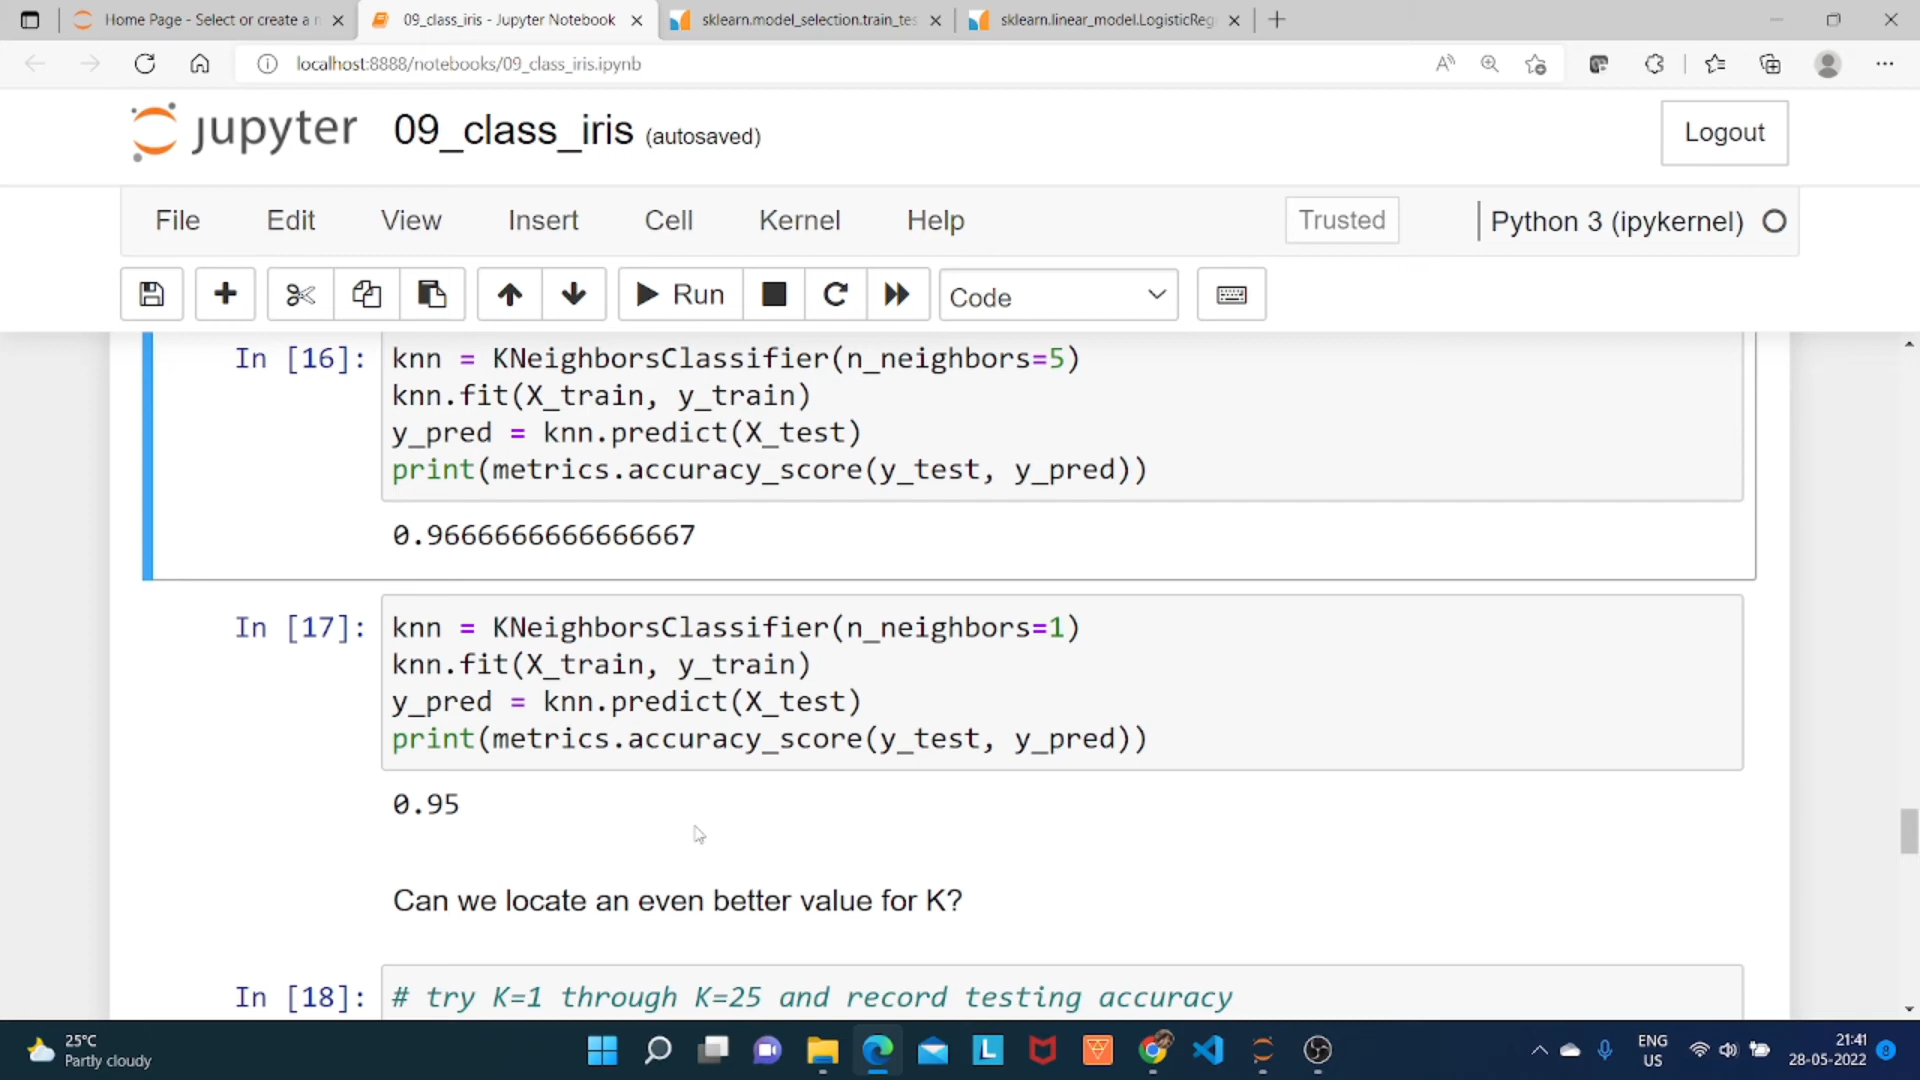 Home Page - Select or create a n
09_class_iris - Jupyter Notebook
sklearn.model_selection.train_tes
sklearn.linear_model.LogisticReg
localhost:8888/notebooks/09_class_iris.ipynb
jupyter 09_class_iris (autosaved)
Logout
File Edit View Insert Cell Kernel Help
Trusted
Python 3 (ipykernel)
Run
Code
In [16]: knn = KNeighborsClassifier(n_neighbors=5)
knn.fit(X_train, y_train)
y_pred = knn.predict(X_test)
print(metrics.accuracy_score(y_test, y_pred))
0.9666666666666667
In [17]: knn = KNeighborsClassifier(n_neighbors=1)
knn.fit(X_train, y_train)
y_pred = knn.predict(X_test)
print(metrics.accuracy_score(y_test, y_pred))
0.95
Can we locate an even better value for K?
In [18]: # try K=1 through K=25 and record testing accuracy
25°C
Partly cloudy
L
ENG
US
21:41
28-05-2022
8